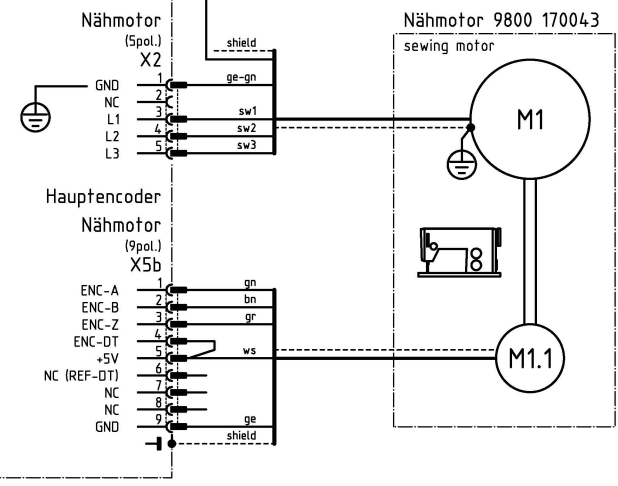 Nähmotor
(5pol.)
X2
shield
GND 1 ge-gn
NC 2
L1 3 sw1
L2 4 sw2
L3 5 sw3
Nähmotor 9800 170043
sewing motor
M1
Hauptencoder
Nähmotor
(9pol.)
X5b
ENC-A 1 gn
ENC-B 2 bn
ENC-Z 3 gr
ENC-DT 4
+5V 5 ws
NC (REF-DT) 6
NC 7
NC 8
GND 9 ge
shield
M1.1